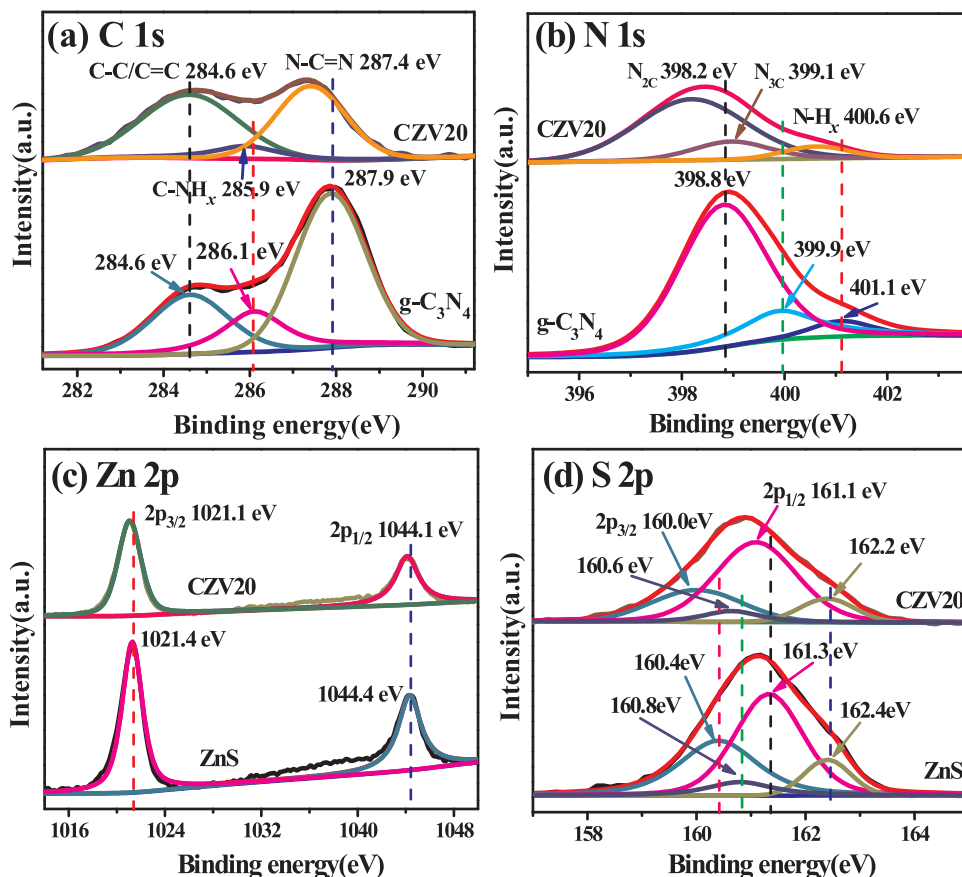 (a) C 1s
C-C/C=C 284.6 eV
N-C=N 287.4 eV
CZV20
C-NHₓ 285.9 eV
287.9 eV
286.1 eV
284.6 eV
g-C₃N₄
Intensity(a.u.)
282 284 286 288 290
Binding energy(eV)
(b) N 1s
N₂C 398.2 eV
N₃C 399.1 eV
N-Hₓ 400.6 eV
CZV20
398.8 eV
399.9 eV
401.1 eV
g-C₃N₄
Intensity(a.u.)
396 398 400 402
Binding energy(eV)
(c) Zn 2p
2p3/2 1021.1 eV
2p1/2 1044.1 eV
CZV20
1021.4 eV
1044.4 eV
ZnS
Intensity(a.u.)
1016 1024 1032 1040 1048
Binding energy(eV)
(d) S 2p
2p1/2 161.1 eV
2p3/2 160.0eV
160.6 eV
162.2 eV
CZV20
160.4eV
161.3 eV
160.8eV
162.4eV
ZnS
Intensity(a.u.)
158 160 162 164
Binding energy(eV)